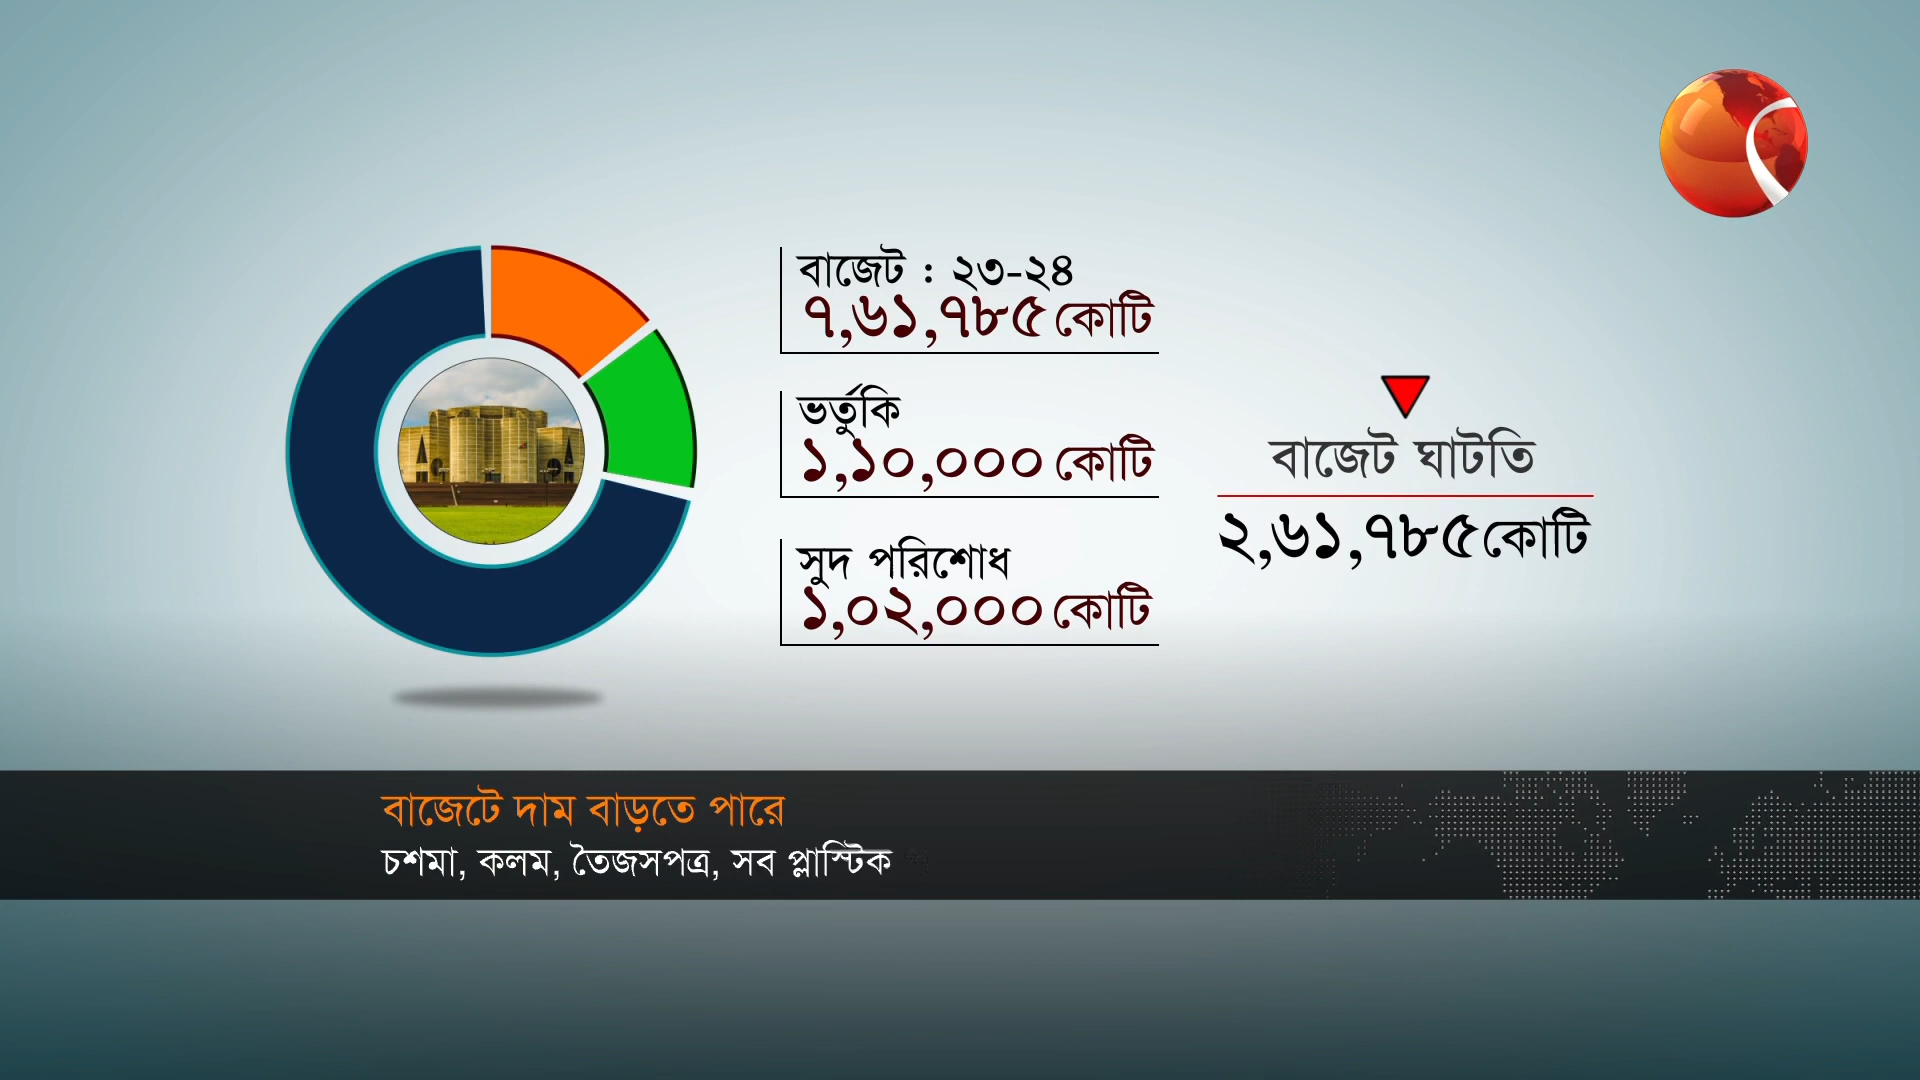 বাজেট : ২৩-২৪
৭,৬১,৭৮৫ কোটি
ভর্তুকি
১,১০,০০০ কোটি
সুদ পরিশোধ
১,০২,০০০ কোটি
বাজেট ঘাটতি
২,৬১,৭৮৫ কোটি
বাজেটে দাম বাড়তে পারে
চশমা, কলম, তৈজসপত্র, সব প্লাস্টিক